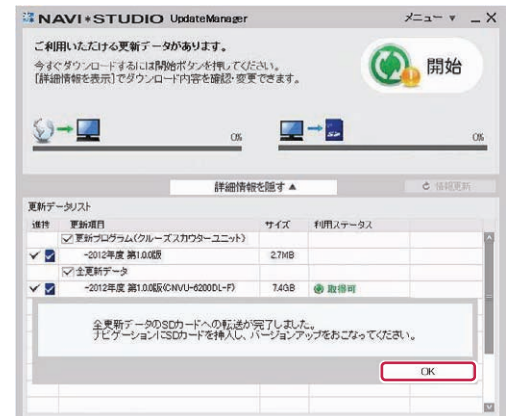 NAVI*STUDIO UpdateManager
メニュー ▼ _ X
ご利用いただける更新データがあります。
今すぐダウンロードするには開始ボタンを押してください。
[詳細情報を表示]でダウンロード内容を確認・変更できます。
開始
0%
0%
詳細情報を隠す ▲
情報更新
更新データリスト
進捗 更新項目 サイズ 利用ステータス
更新プログラム(クルーズスカウターユニット)
-2012年度 第1.0.0版 2.7MB
全更新データ
-2012年度 第1.0.0版(CNVU-6200DL-F) 7.4GB 取得可
全更新データのSDカードへの転送が完了しました。
ナビゲーションにSDカードを挿入し、バージョンアップをおこなってください。
OK